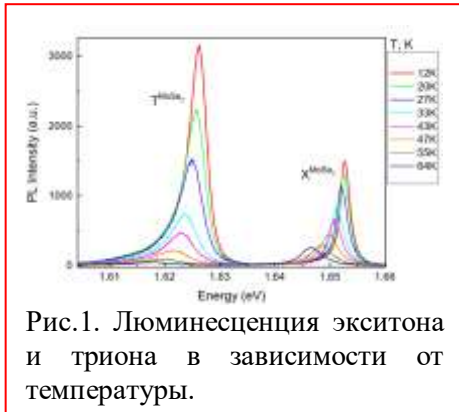 T, K
3000
2000
1000
0
PL Intensity (a.u.)
T^MoSe₂
X^MoSe₂
12K
20K
27K
33K
43K
47K
55K
64K
1.61 1.62 1.63 1.64 1.65 1.66
Energy (eV)
Рис.1. Люминесценция экситона
и триона в зависимости от
температуры.